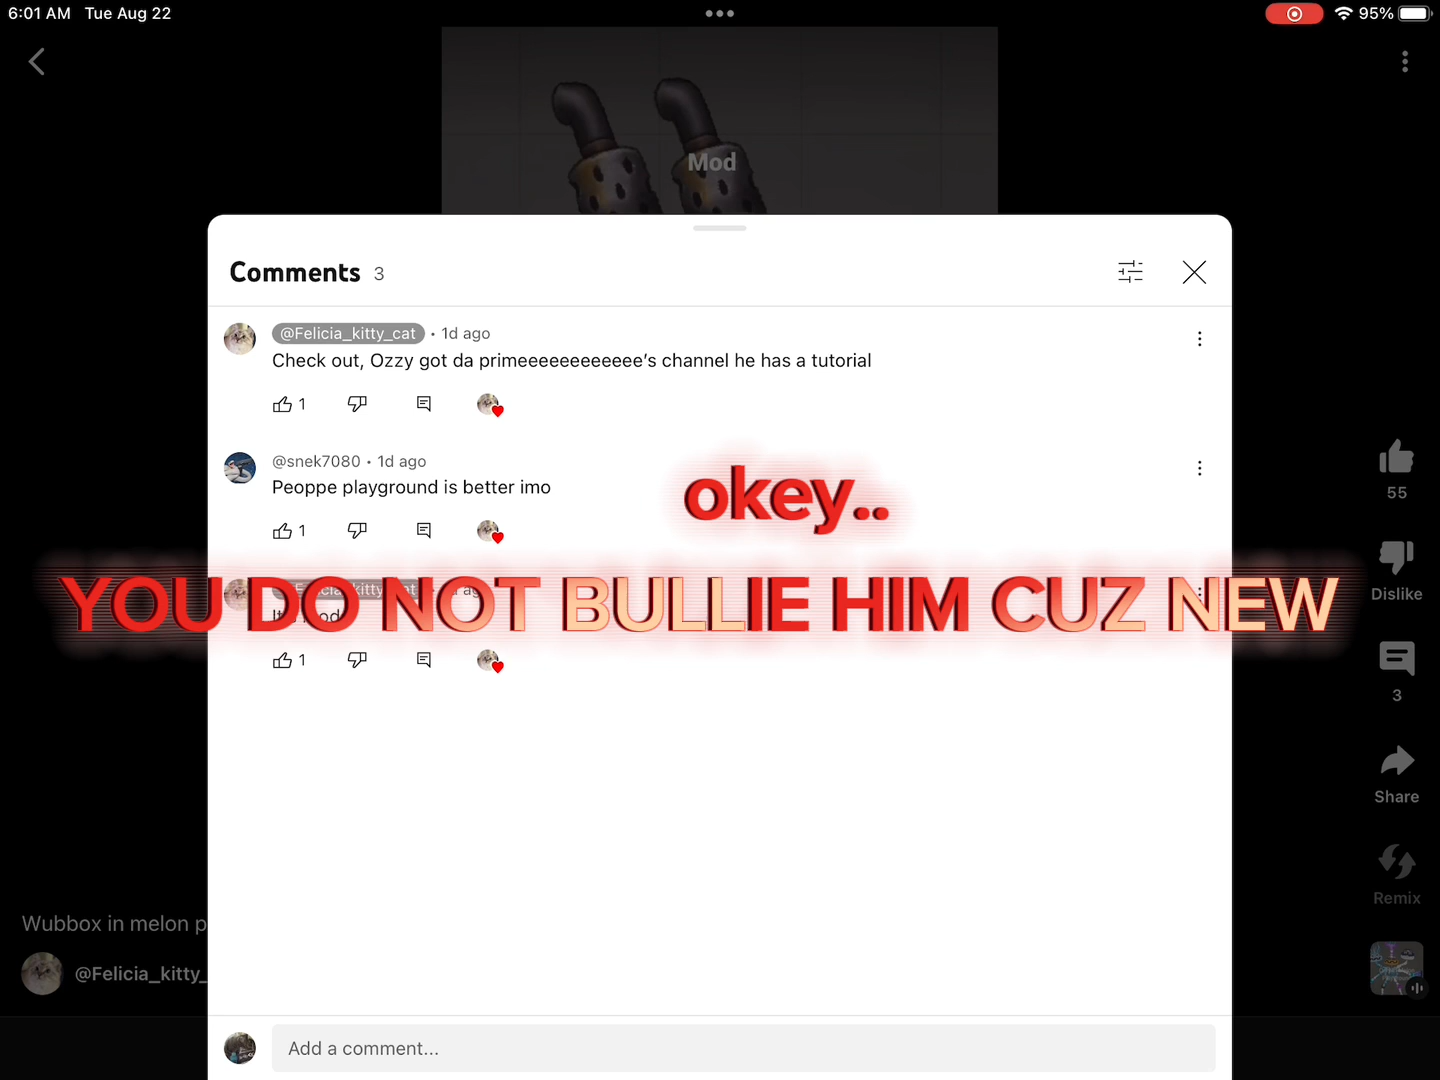 6:01 AM Tue Aug 22
95%
Mod
Comments 3
@Felicia_kitty_cat • 1d ago
Check out, Ozzy got da primeeeeeeeeeeee's channel he has a tutorial
1
@snek7080 • 1d ago
Peoppe playground is better imo
1
okey..
YOU DO NOT BULLIE HIM CUZ NEW
1
55
Dislike
3
Share
Remix
Wubbox in melon p
@Felicia_kitty_
Add a comment...